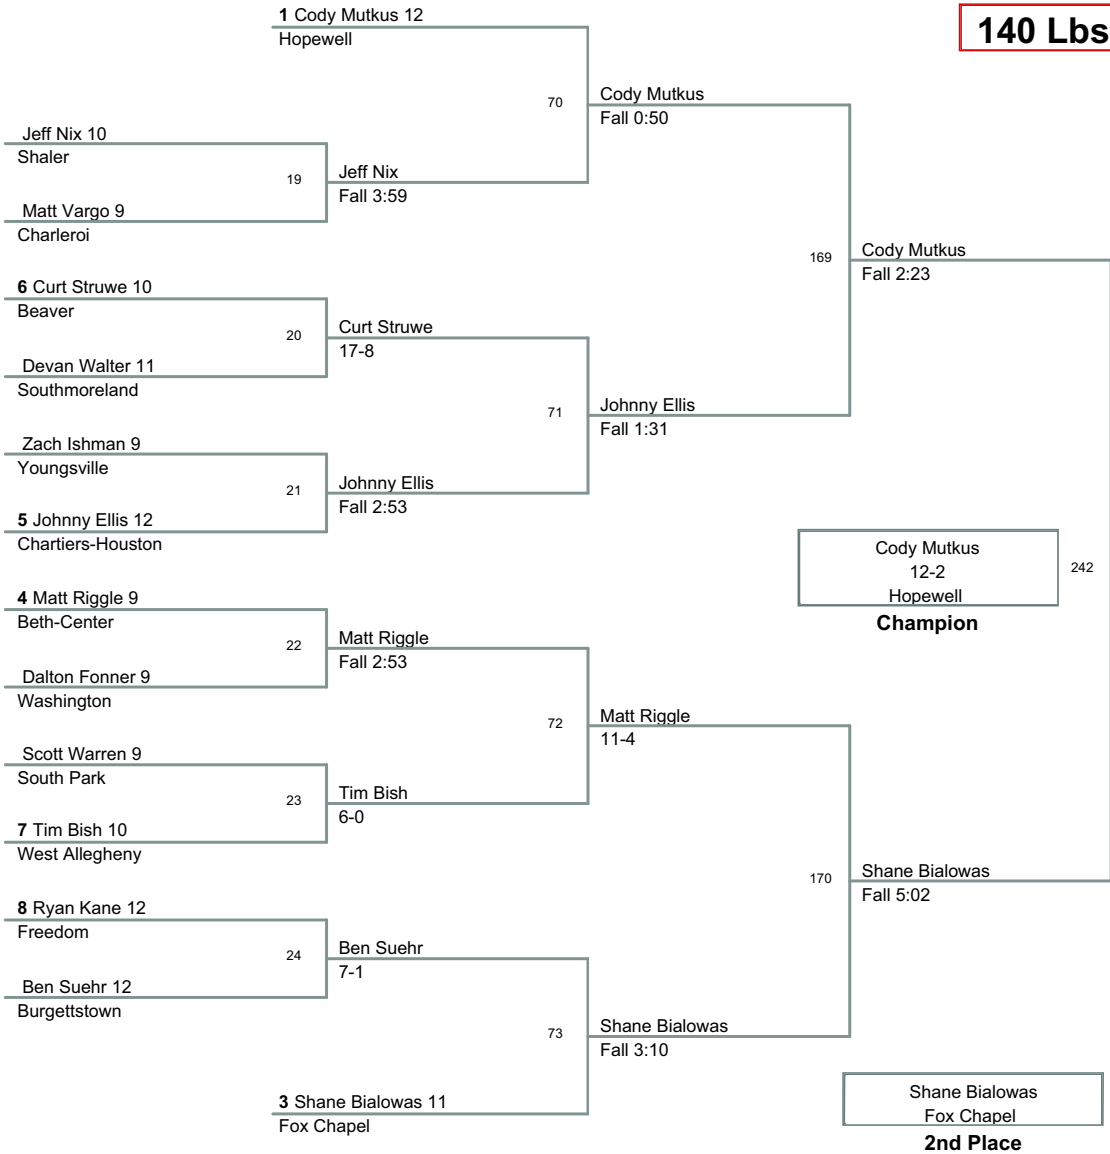 1 Cody Mutkus 12
Hopewell
140 Lbs
70
Cody Mutkus
Fall 0:50
Jeff Nix 10
Shaler
19
Jeff Nix
Fall 3:59
Matt Vargo 9
Charleroi
169
Cody Mutkus
Fall 2:23
6 Curt Struwe 10
Beaver
20
Curt Struwe
17-8
Devan Walter 11
Southmoreland
71
Johnny Ellis
Fall 1:31
Zach Ishman 9
Youngsville
21
Johnny Ellis
Fall 2:53
5 Johnny Ellis 12
Chartiers-Houston
Cody Mutkus
12-2
Hopewell
242
Champion
4 Matt Riggle 9
Beth-Center
22
Matt Riggle
Fall 2:53
Dalton Fonner 9
Washington
72
Matt Riggle
11-4
Scott Warren 9
South Park
23
Tim Bish
6-0
7 Tim Bish 10
West Allegheny
170
Shane Bialowas
Fall 5:02
8 Ryan Kane 12
Freedom
24
Ben Suehr
7-1
Ben Suehr 12
Burgettstown
73
Shane Bialowas
Fall 3:10
3 Shane Bialowas 11
Fox Chapel
Shane Bialowas
Fox Chapel
2nd Place